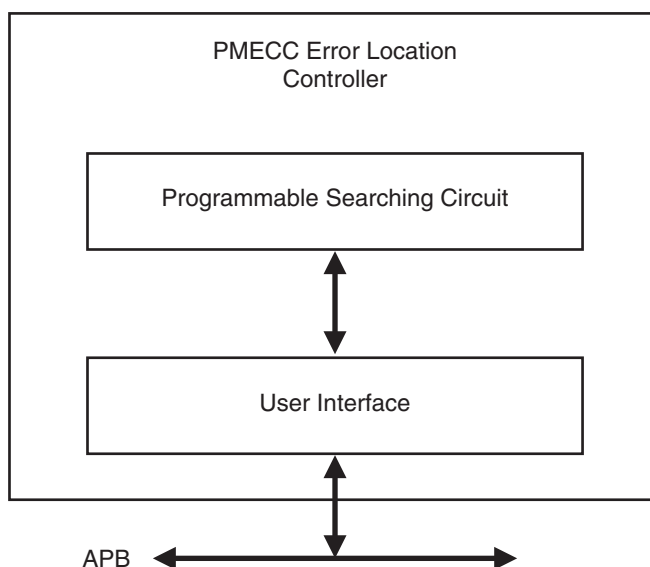 PMECC Error Location
Controller
Programmable Searching Circuit
User Interface
APB